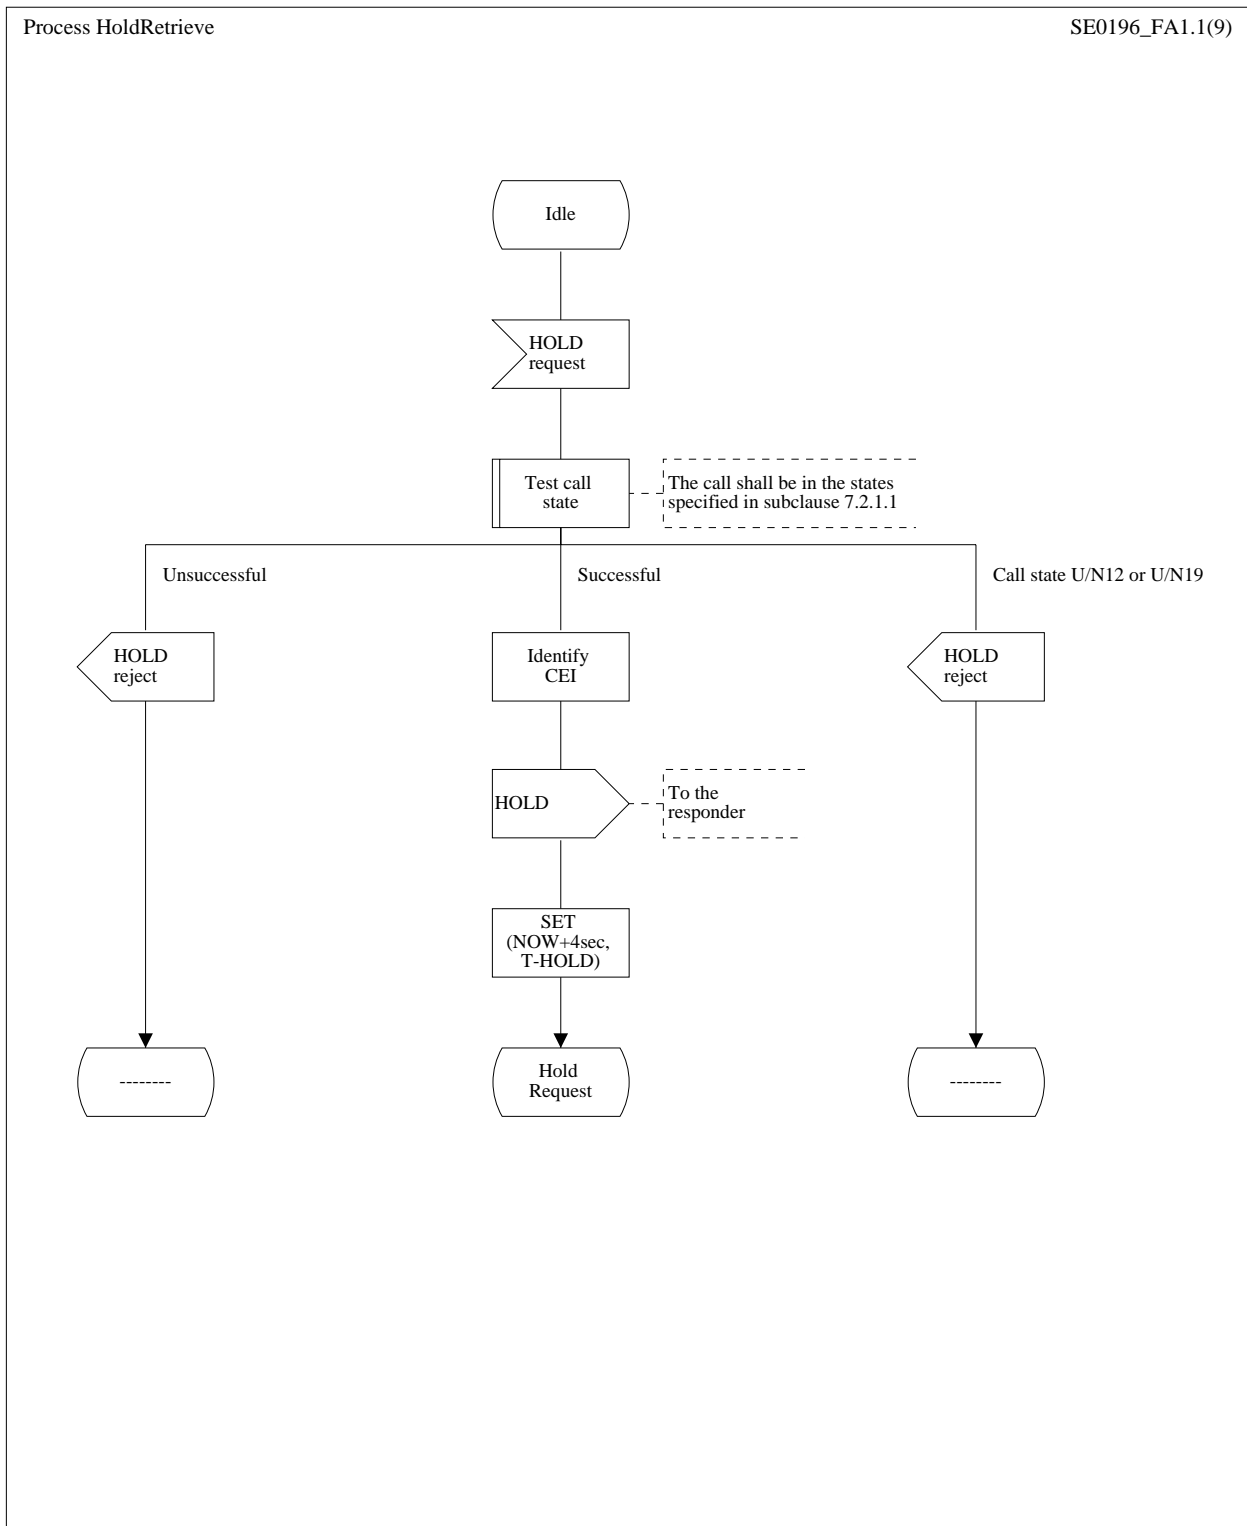 Process HoldRetrieve
SE0196_FA1.1(9)
Idle
HOLD
request
Test call
state
The call shall be in the states
specified in subclause 7.2.1.1
Unsuccessful
Successful
Call state U/N12 or U/N19
HOLD
reject
Identify
CEI
HOLD
reject
HOLD
To the
responder
SET
(NOW+4sec,
T-HOLD)
--------
Hold
Request
--------